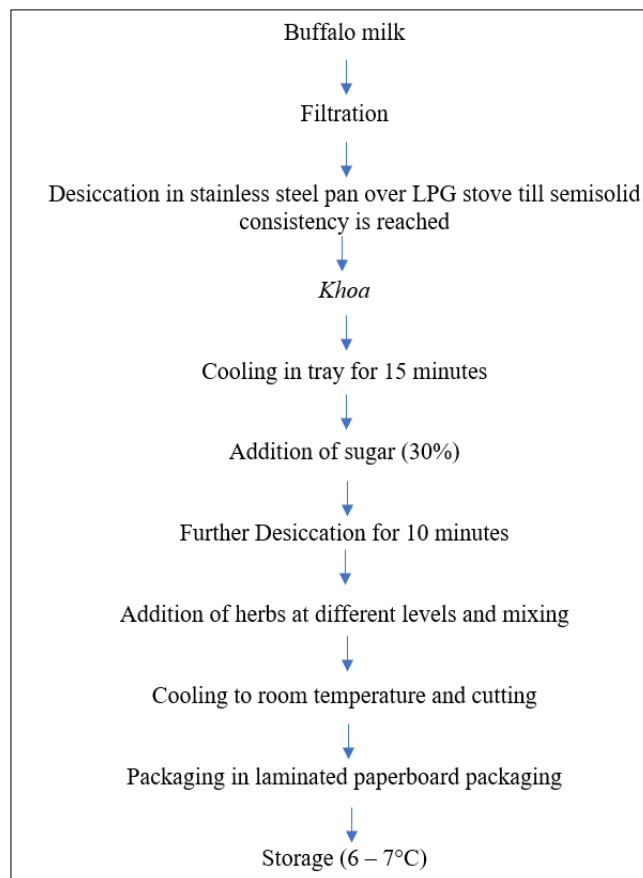 Buffalo milk
Filtration
Desiccation in stainless steel pan over LPG stove till semisolid
consistency is reached
Khoa
Cooling in tray for 15 minutes
Addition of sugar (30%)
Further Desiccation for 10 minutes
Addition of herbs at different levels and mixing
Cooling to room temperature and cutting
Packaging in laminated paperboard packaging
Storage (6 – 7°C)